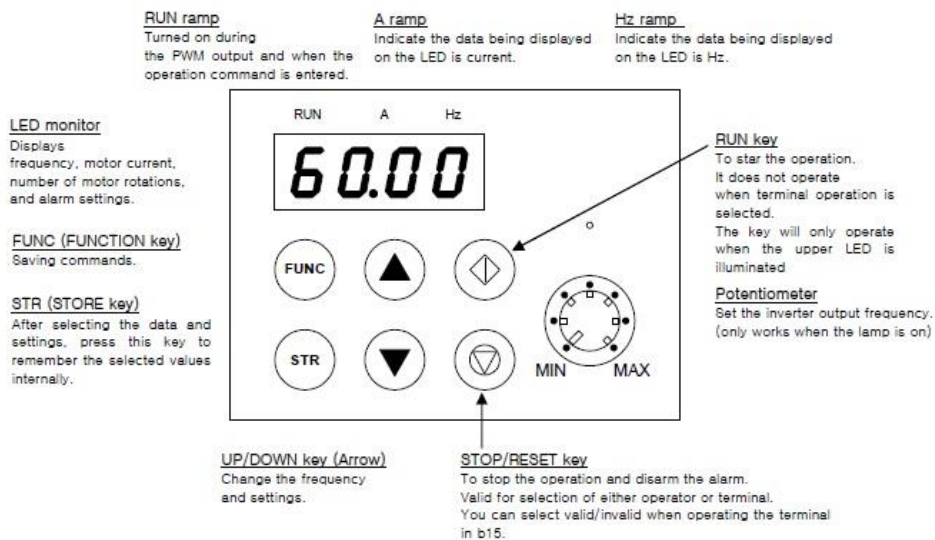 RUN ramp
Turned on during
the PWM output and when the
operation command is entered.
A ramp
Indicate the data being displayed
on the LED is current.
Hz ramp
Indicate the data being displayed
on the LED is Hz.
LED monitor
Displays
frequency, motor current,
number of motor rotations,
and alarm settings.
FUNC (FUNCTION key)
Saving commands.
STR (STORE key)
After selecting the data and
settings, press this key to
remember the selected values
internally.
RUN A Hz
60.00
FUNC
STR
MIN MAX
RUN key
To star the operation.
It does not operate
when terminal operation is
selected.
The key will only operate
when the upper LED is
illuminated
Potentiometer
Set the inverter output frequency.
(only works when the lamp is on)
UP/DOWN key (Arrow)
Change the frequency
and settings.
STOP/RESET key
To stop the operation and disarm the alarm.
Valid for selection of either operator or terminal.
You can select valid/invalid when operating the terminal
in b15.